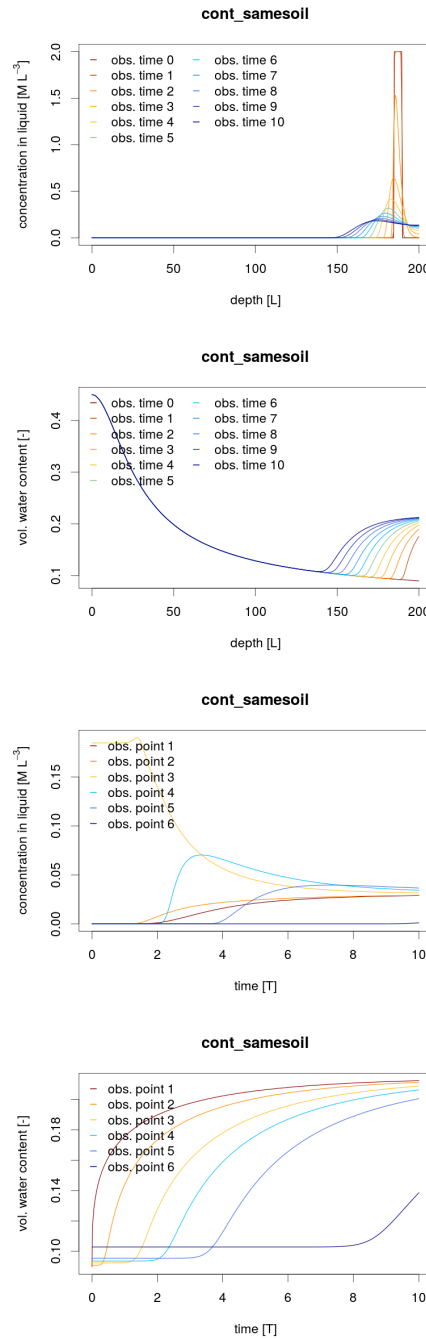 cont_samesoil
concentration in liquid [M L⁻³]
2.0
1.5
1.0
0.5
0.0
obs. time 0
obs. time 1
obs. time 2
obs. time 3
obs. time 4
obs. time 5
obs. time 6
obs. time 7
obs. time 8
obs. time 9
obs. time 10
0 50 100 150 200
depth [L]
cont_samesoil
vol. water content [-]
0.4
0.3
0.2
0.1
obs. time 0
obs. time 1
obs. time 2
obs. time 3
obs. time 4
obs. time 5
obs. time 6
obs. time 7
obs. time 8
obs. time 9
obs. time 10
0 50 100 150 200
depth [L]
cont_samesoil
concentration in liquid [M L⁻³]
0.15
0.10
0.05
0.00
obs. point 1
obs. point 2
obs. point 3
obs. point 4
obs. point 5
obs. point 6
0 2 4 6 8 10
time [T]
cont_samesoil
vol. water content [-]
0.18
0.14
0.10
obs. point 1
obs. point 2
obs. point 3
obs. point 4
obs. point 5
obs. point 6
0 2 4 6 8 10
time [T]